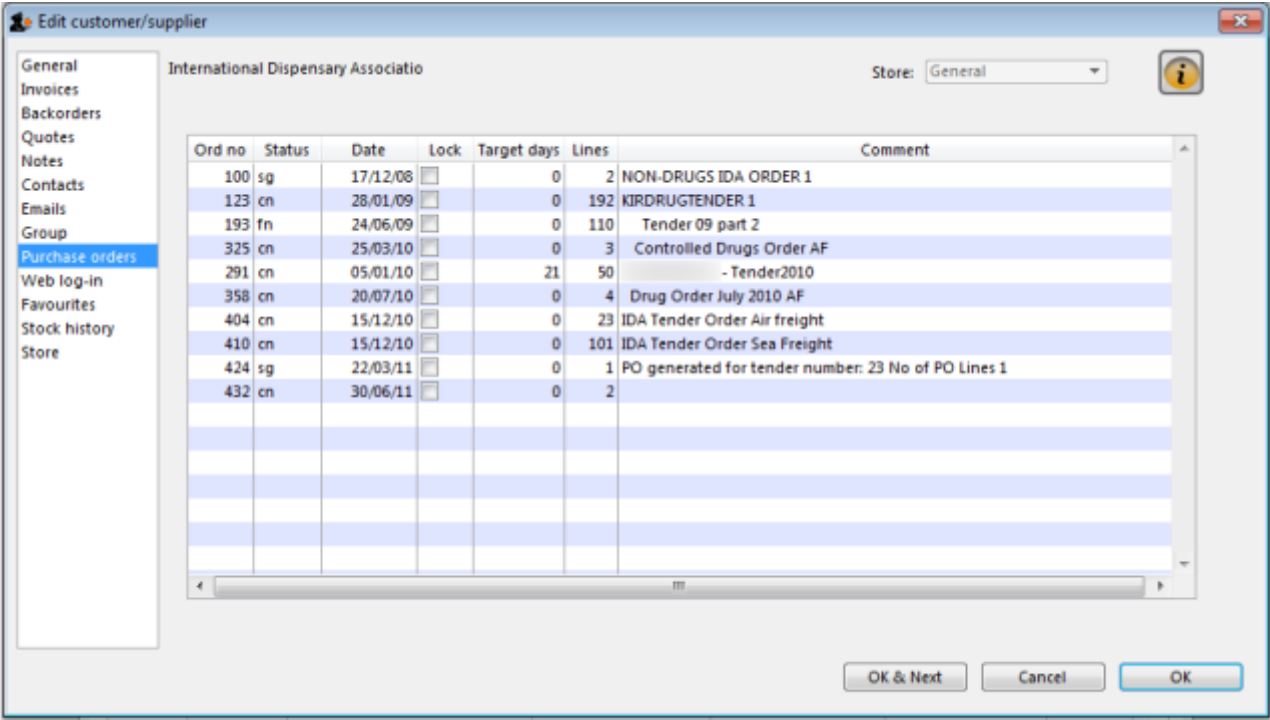 Edit customer/supplier
General
Invoices
Backorders
Quotes
Notes
Contacts
Emails
Group
Purchase orders
Web log-in
Favourites
Stock history
Store
International Dispensary Associatio
Store: General
Ord no Status Date Lock Target days Lines Comment
100 sg 17/12/08 0 2 NON-DRUGS IDA ORDER 1
123 cn 28/01/09 0 192 KIRDRUGTENDER 1
193 fn 24/06/09 0 110 Tender 09 part 2
325 cn 25/03/10 0 3 Controlled Drugs Order AF
291 cn 05/01/10 21 50 - Tender2010
358 cn 20/07/10 0 4 Drug Order July 2010 AF
404 cn 15/12/10 0 23 IDA Tender Order Air freight
410 cn 15/12/10 0 101 IDA Tender Order Sea Freight
424 sg 22/03/11 0 1 PO generated for tender number: 23 No of PO Lines 1
432 cn 30/06/11 0 2
OK & Next Cancel OK